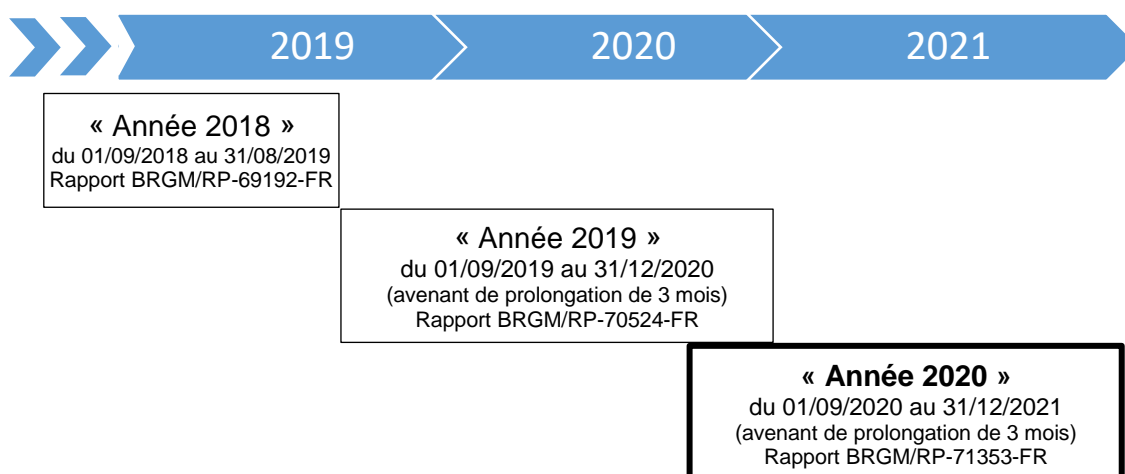 2019 2020 2021
« Année 2018 »
du 01/09/2018 au 31/08/2019
Rapport BRGM/RP-69192-FR
« Année 2019 »
du 01/09/2019 au 31/12/2020
(avenant de prolongation de 3 mois)
Rapport BRGM/RP-70524-FR
« Année 2020 »
du 01/09/2020 au 31/12/2021
(avenant de prolongation de 3 mois)
Rapport BRGM/RP-71353-FR